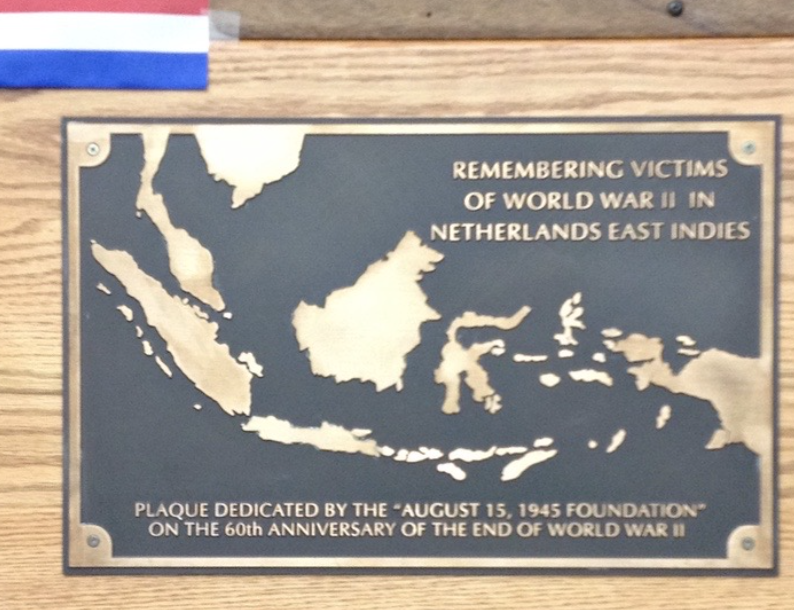 REMEMBERING VICTIMS
OF WORLD WAR II IN
NETHERLANDS EAST INDIES
PLAQUE DEDICATED BY THE "AUGUST 15, 1945 FOUNDATION"
ON THE 60th ANNIVERSARY OF THE END OF WORLD WAR II